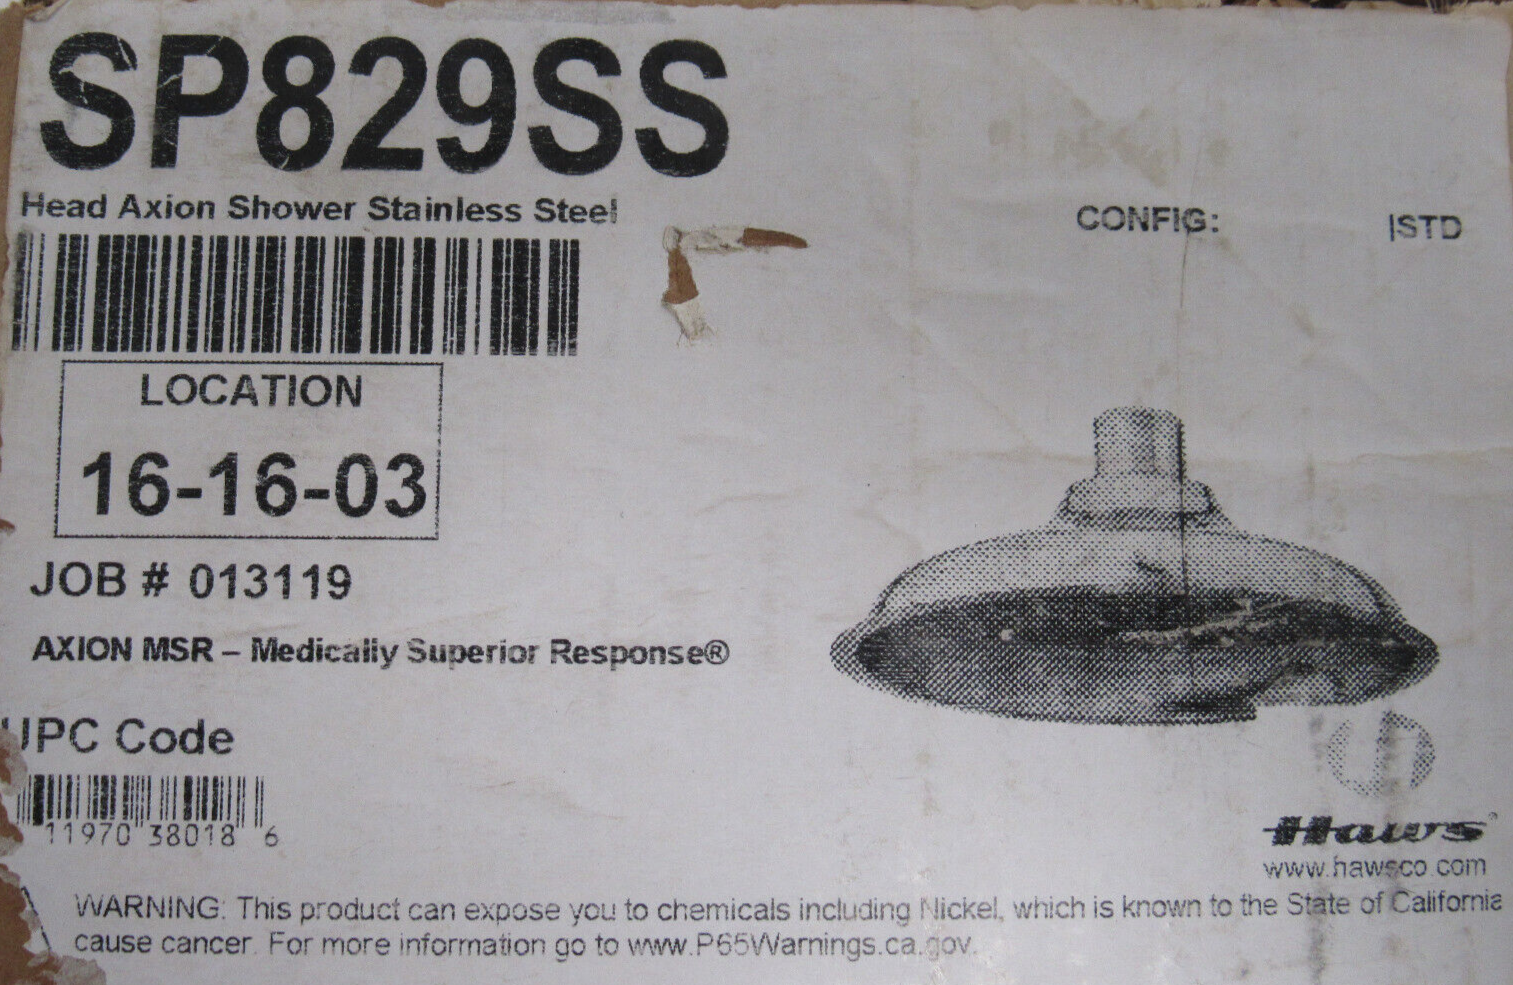 SP829SS
Head Axion Shower Stainless Steel
CONFIG: ISTD
LOCATION
16-16-03
JOB # 013119
AXION MSR – Medically Superior Response®
UPC Code
11970 38018 6
Haws®
www.hawsco.com
WARNING: This product can expose you to chemicals including Nickel, which is known to the State of California
cause cancer. For more information go to www.P65Warnings.ca.gov.